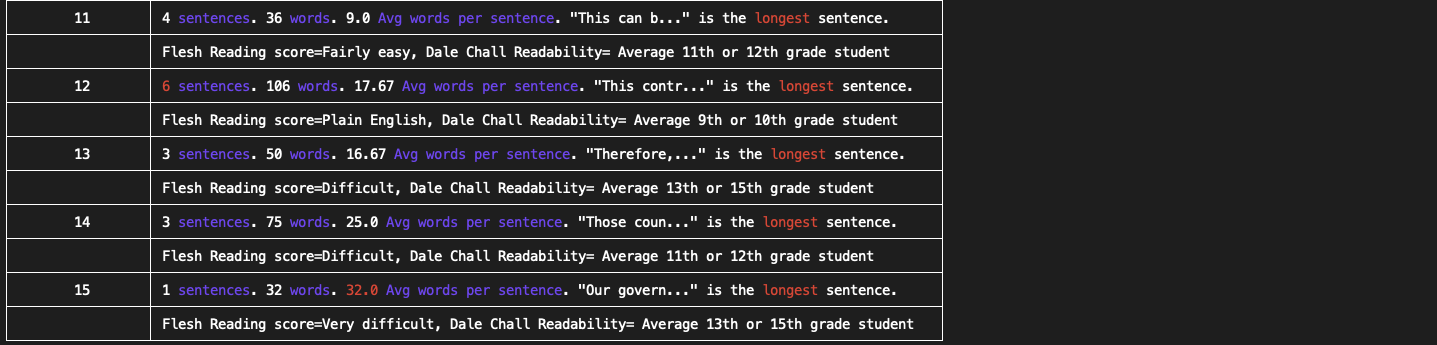 11 4 sentences. 36 words. 9.0 Avg words per sentence. "This can b..." is the longest sentence.
Flesh Reading score=Fairly easy, Dale Chall Readability= Average 11th or 12th grade student
12 6 sentences. 106 words. 17.67 Avg words per sentence. "This contr..." is the longest sentence.
Flesh Reading score=Plain English, Dale Chall Readability= Average 9th or 10th grade student
13 3 sentences. 50 words. 16.67 Avg words per sentence. "Therefore,..." is the longest sentence.
Flesh Reading score=Difficult, Dale Chall Readability= Average 13th or 15th grade student
14 3 sentences. 75 words. 25.0 Avg words per sentence. "Those coun..." is the longest sentence.
Flesh Reading score=Difficult, Dale Chall Readability= Average 11th or 12th grade student
15 1 sentences. 32 words. 32.0 Avg words per sentence. "Our govern..." is the longest sentence.
Flesh Reading score=Very difficult, Dale Chall Readability= Average 13th or 15th grade student